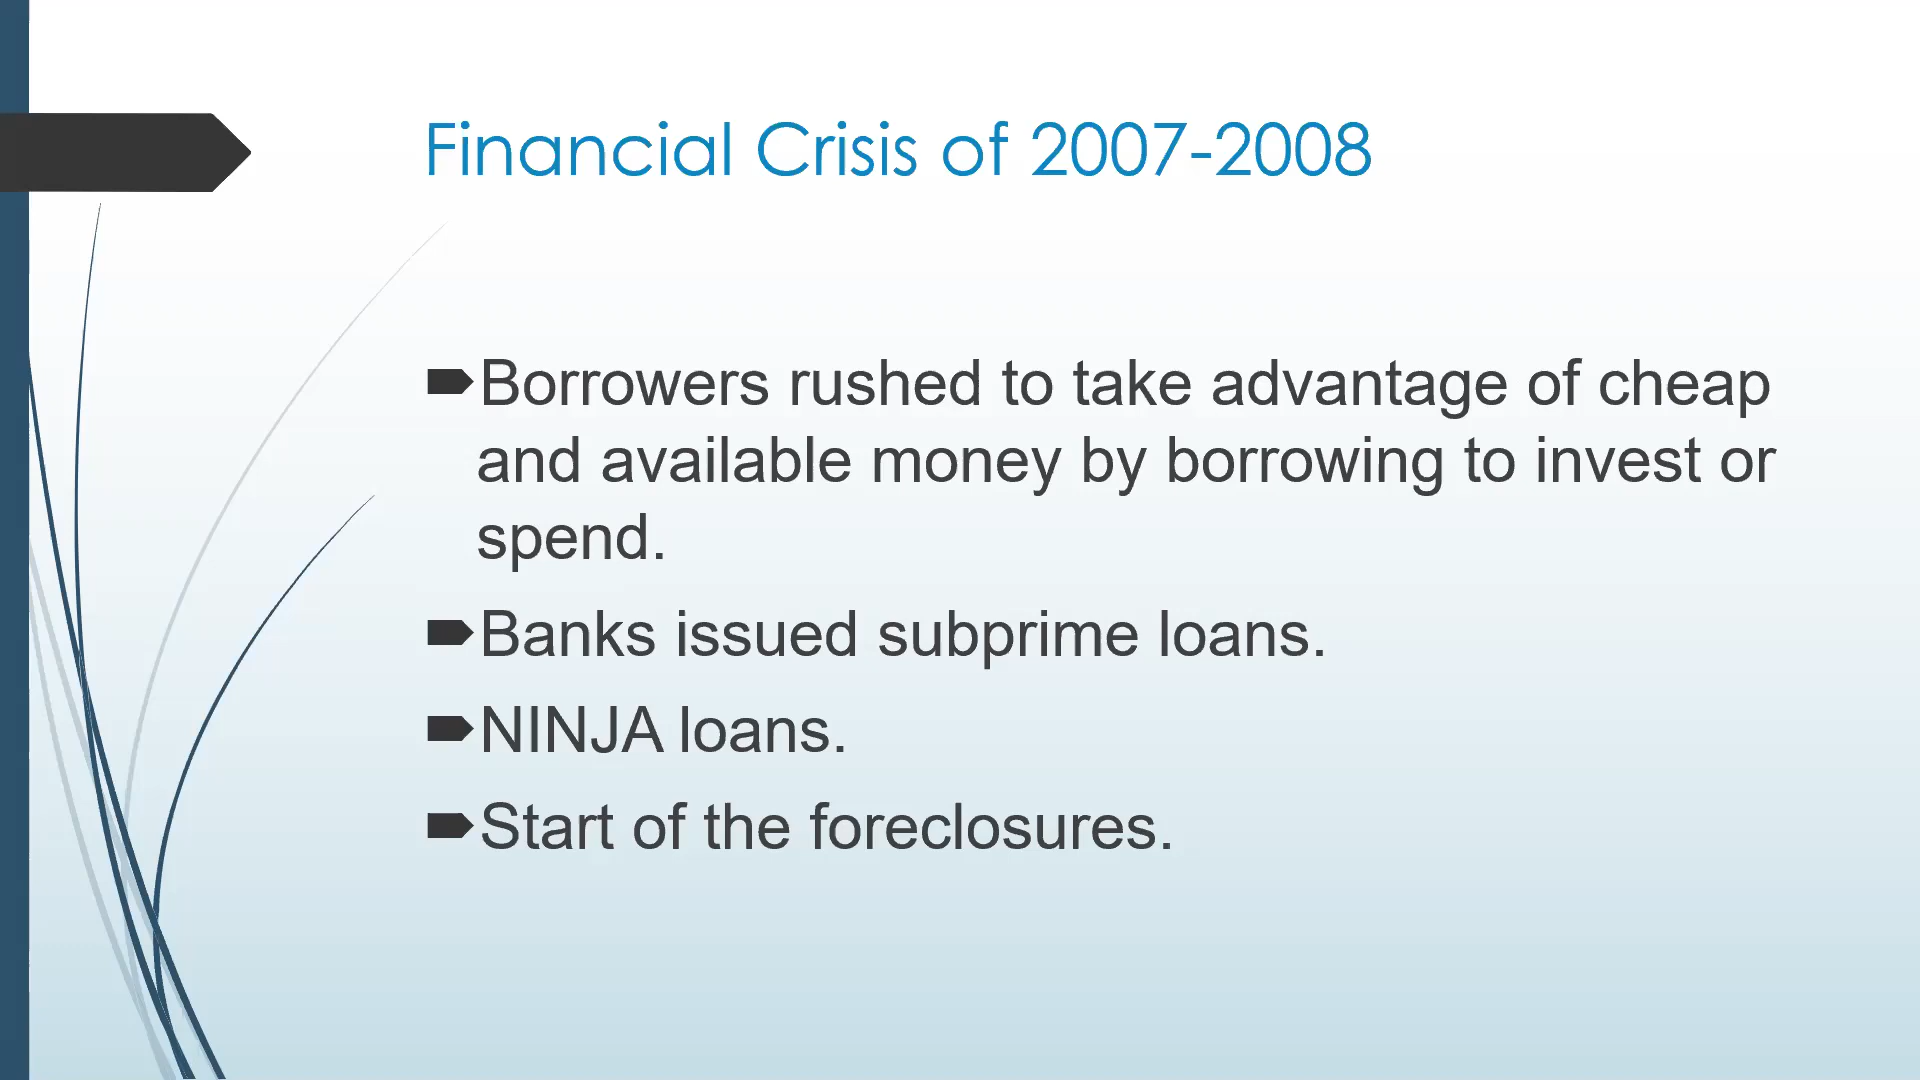 Financial Crisis of 2007-2008
Borrowers rushed to take advantage of cheap
and available money by borrowing to invest or
spend.
Banks issued subprime loans.
NINJA loans.
Start of the foreclosures.